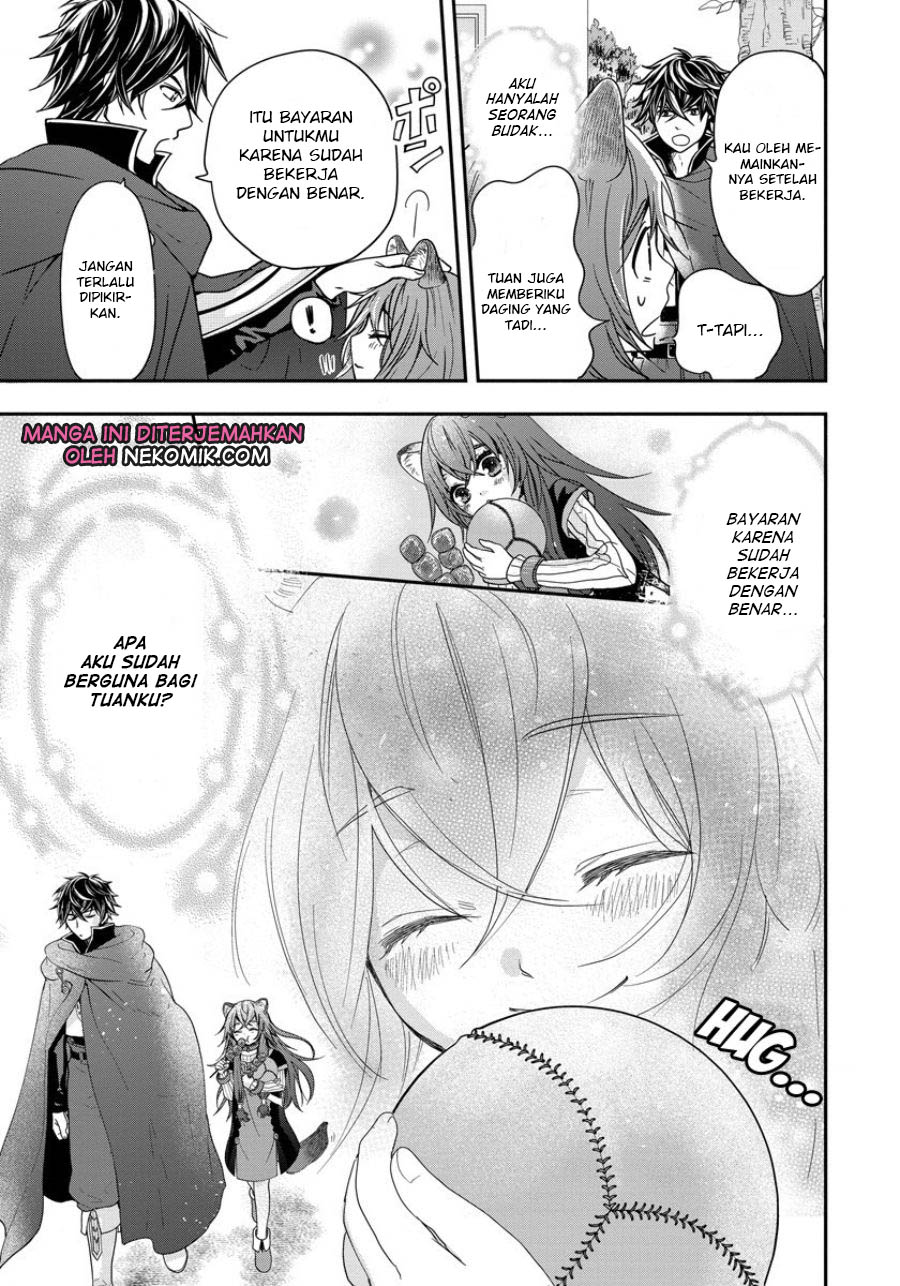 KAU OLEH ME-
MAINKAN-
NYA SETELAH
BEKERJA.
AKU
HANYALAH
SEORANG
BUDAK...
T-TAPI...
TUAN JUGA
MEMBERIKU
DAGING YANG
TADI...
ポン
ITU BAYARAN
UNTUKMU
KARENA SUDAH
BEKERJA
DENGAN BENAR.
!
JANGAN
TERLALU
DIPIKIR-
KAN.
MANGA INI DITERJEMAHKAN
OLEH NEKOMIK.COM
BAYARAN
KARENA
SUDAH
BEKERJA
DENGAN
BENAR...
APA
AKU SUDAH
BERGUNA BAGI
TUANKU?
HUG...